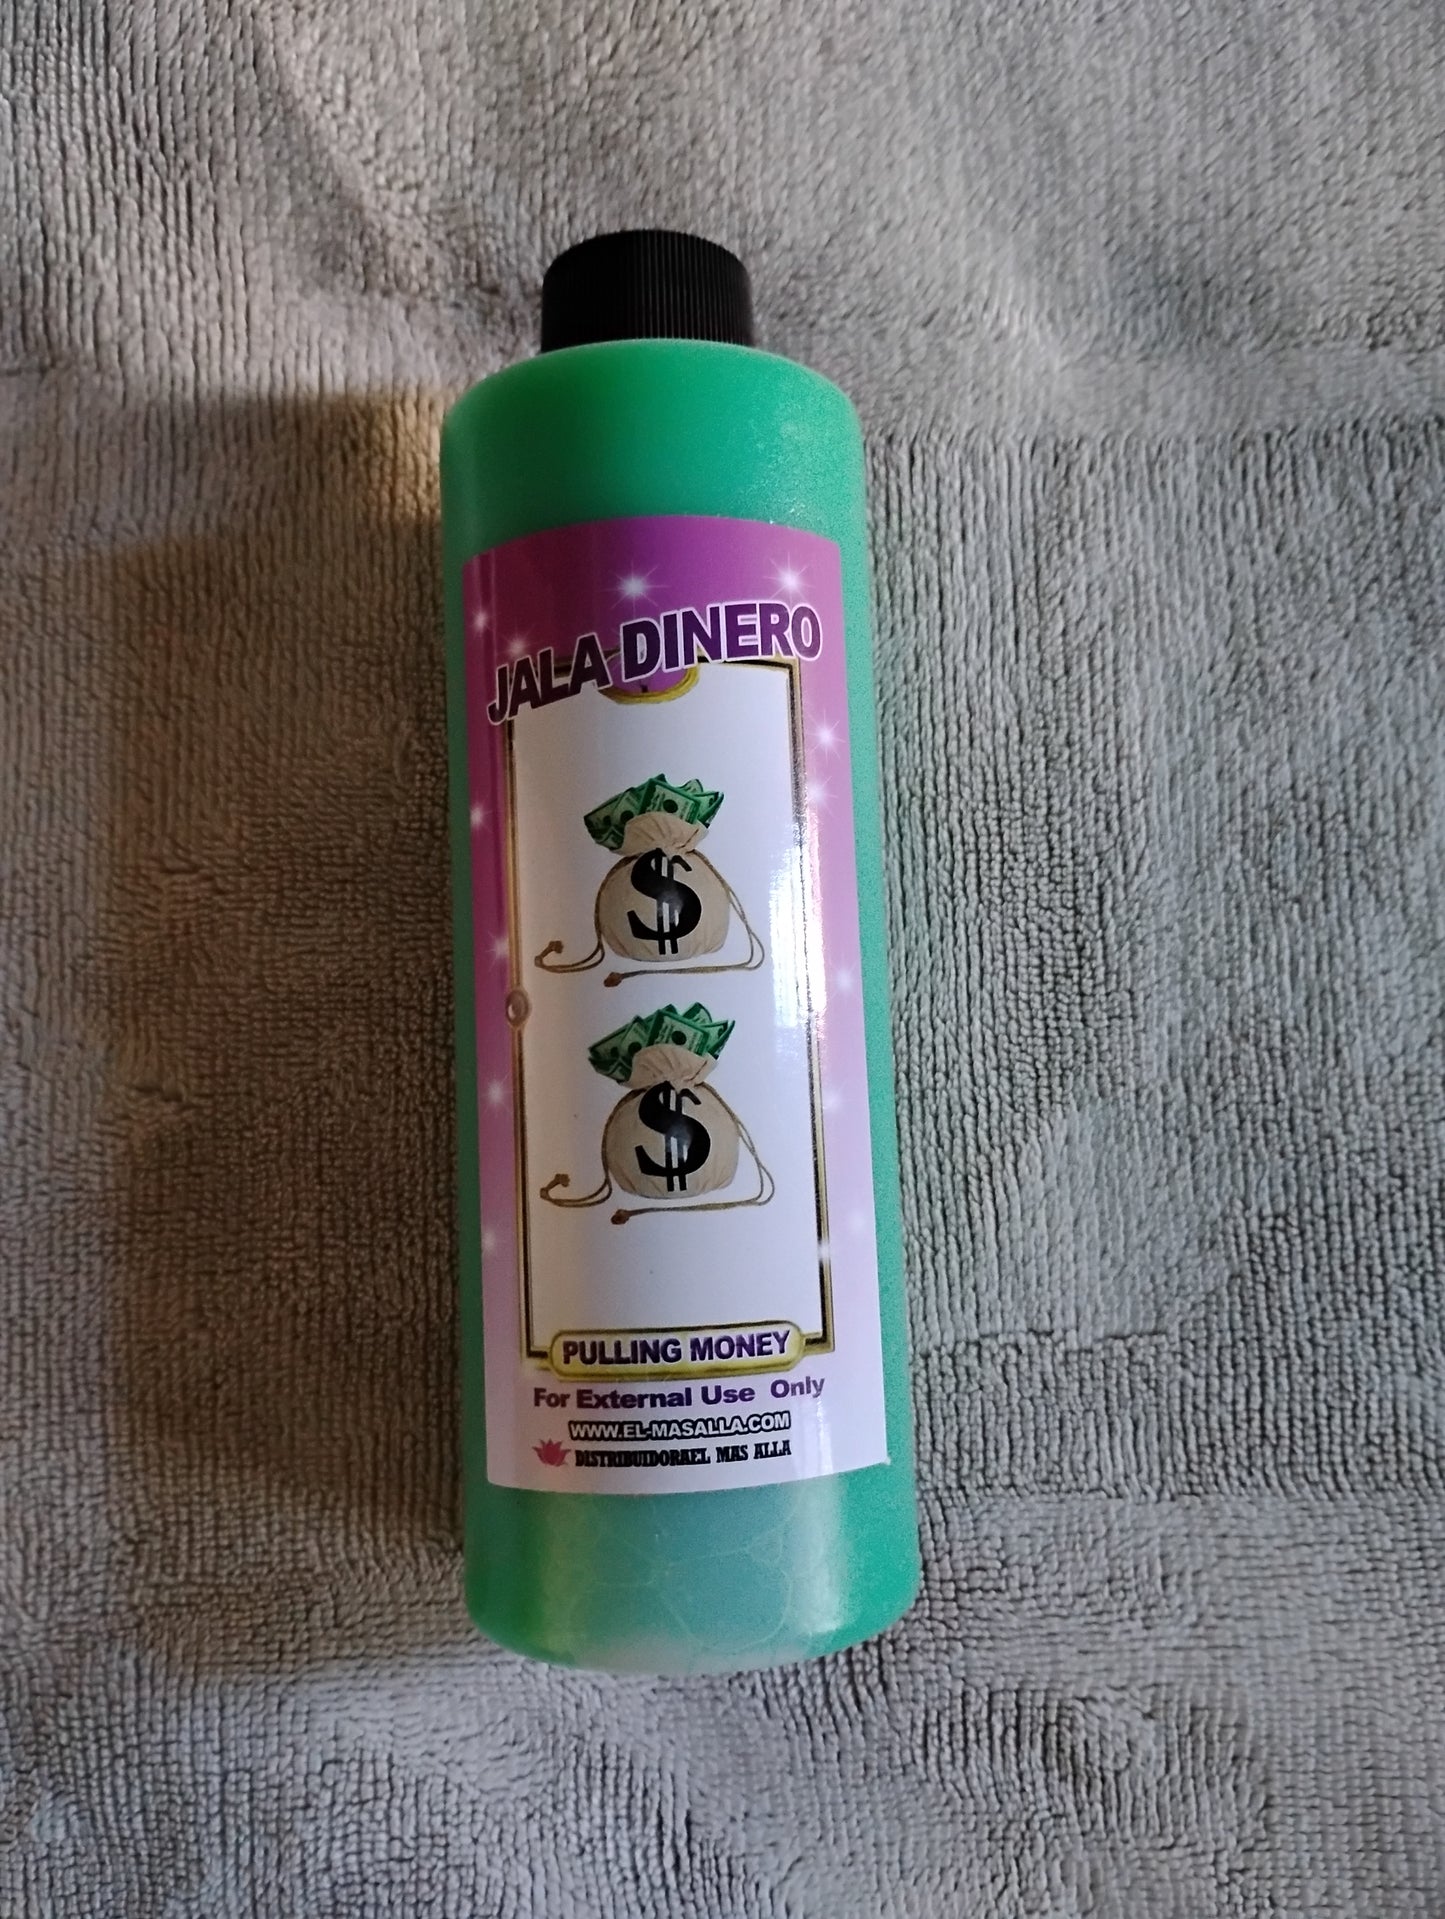 JALA DINERO
$
$
PULLING MONEY
For External Use Only
WWW.EL-MASALLA.COM
DISTRIBUIDORAEL MAS ALLA